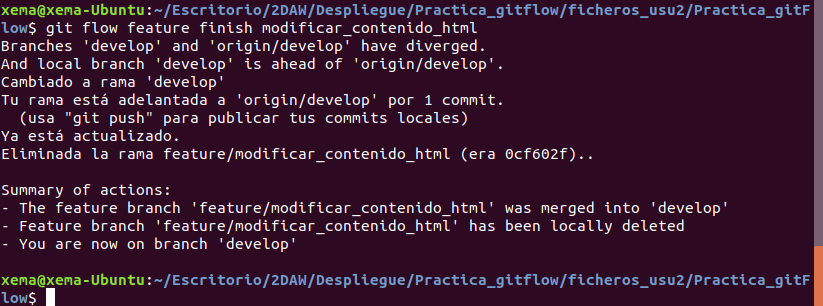 xema@xema-Ubuntu:~/Escritorio/2DAW/Despliegue/Practica_gitflow/ficheros_usu2/Practica_gitF
low$ git flow feature finish modificar_contenido_html
Branches 'develop' and 'origin/develop' have diverged.
And local branch 'develop' is ahead of 'origin/develop'.
Cambiado a rama 'develop'
Tu rama está adelantada a 'origin/develop' por 1 commit.
  (usa "git push" para publicar tus commits locales)
Ya está actualizado.
Eliminada la rama feature/modificar_contenido_html (era 0cf602f)..

Summary of actions:
- The feature branch 'feature/modificar_contenido_html' was merged into 'develop'
- Feature branch 'feature/modificar_contenido_html' has been locally deleted
- You are now on branch 'develop'

xema@xema-Ubuntu:~/Escritorio/2DAW/Despliegue/Practica_gitflow/ficheros_usu2/Practica_gitF
low$